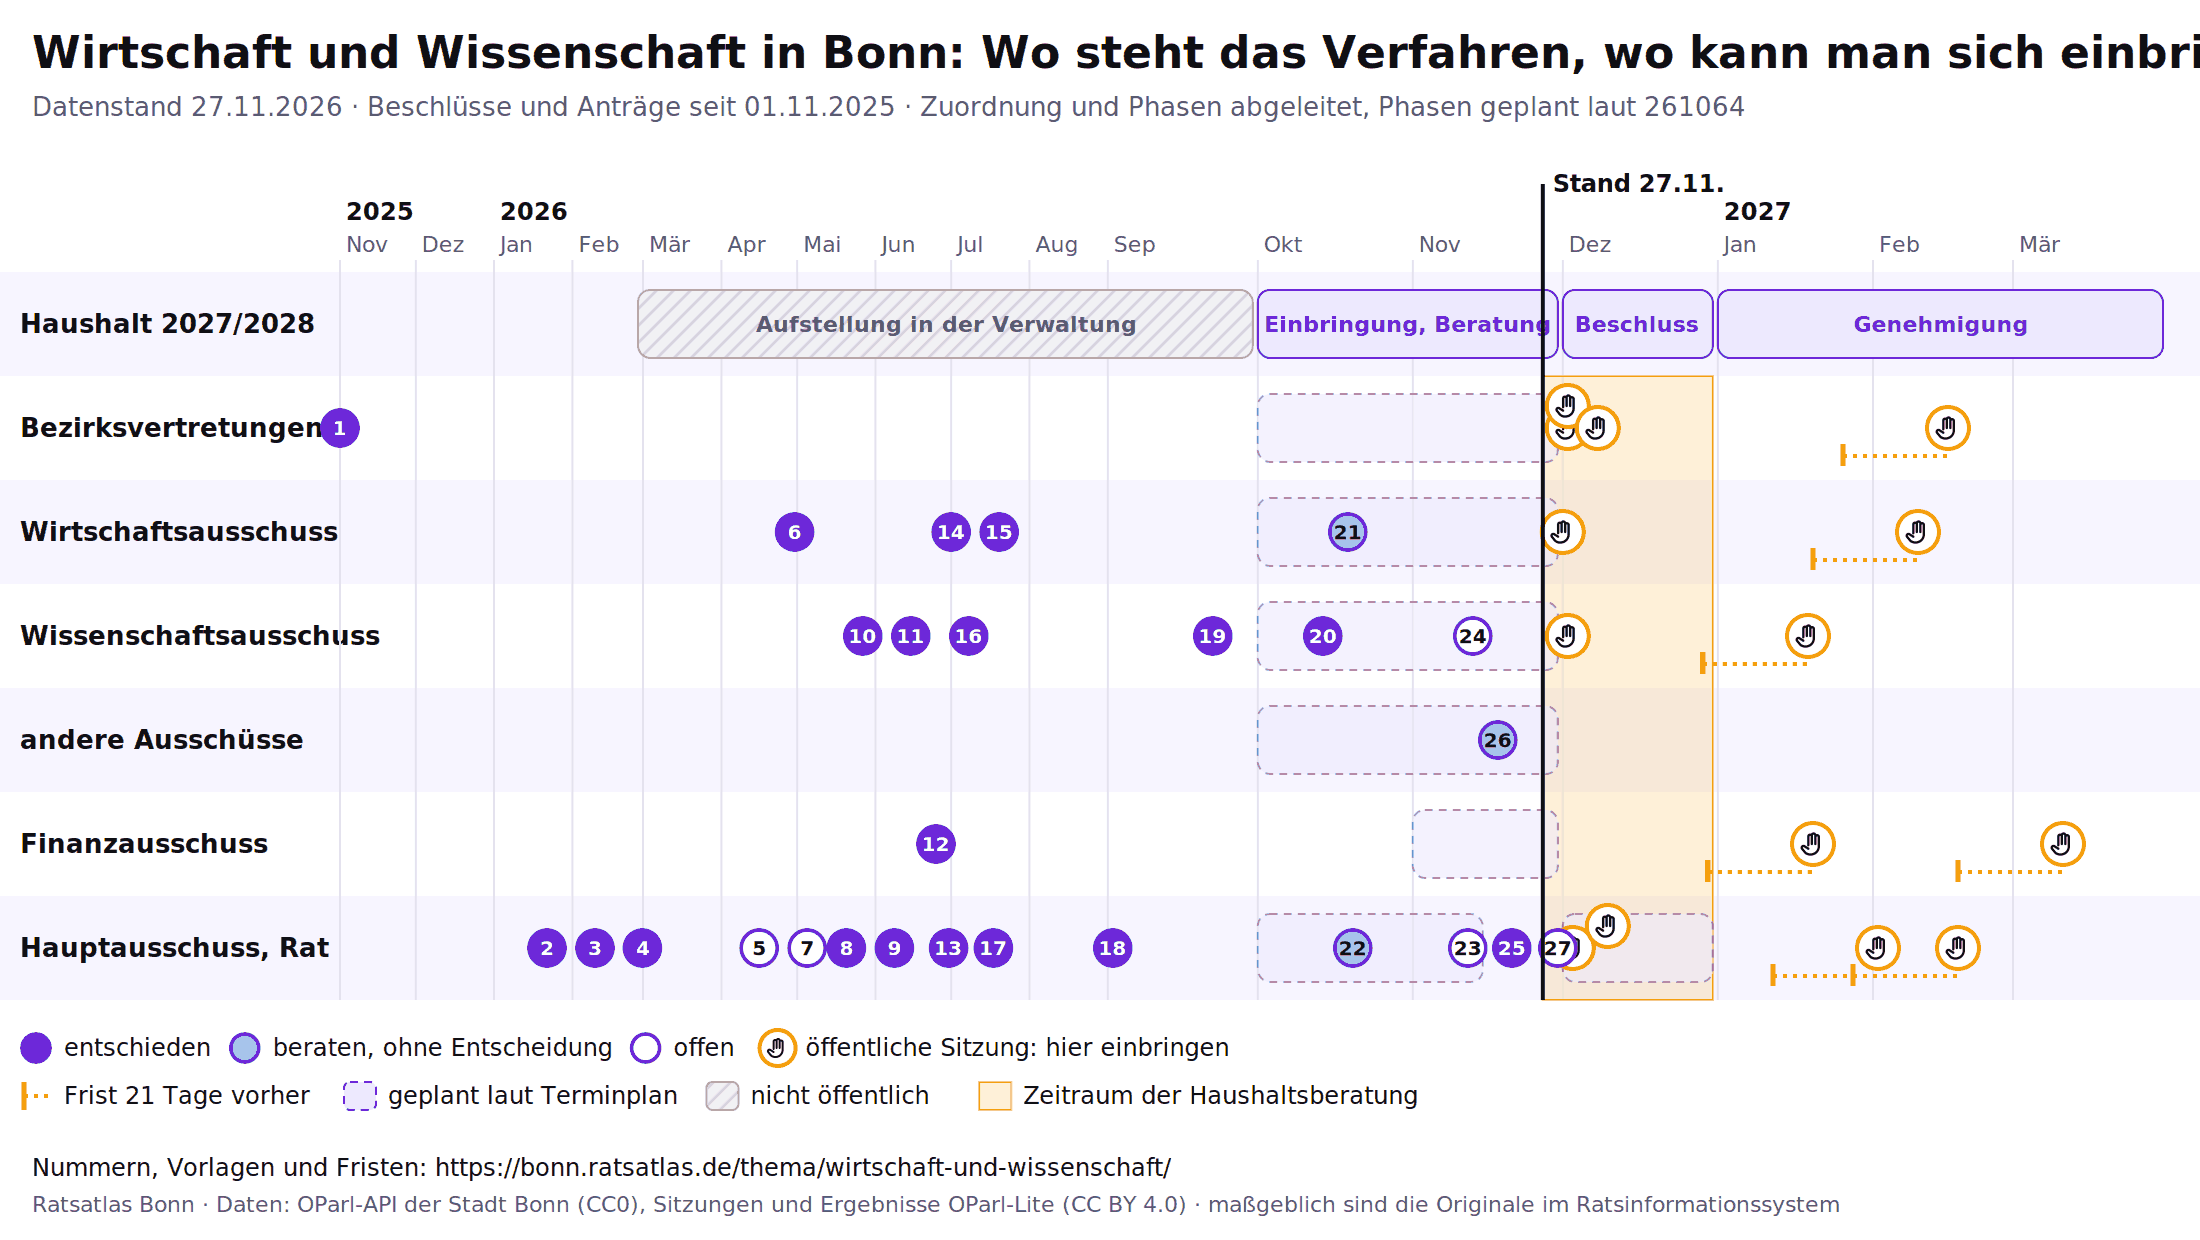 Wirtschaft und Wissenschaft in Bonn: Wo steht das Verfahren, wo kann man sich einbri
Datenstand 27.11.2026 · Beschlüsse und Anträge seit 01.11.2025 · Zuordnung und Phasen abgeleitet, Phasen geplant laut 261064
Stand 27.11.
2025 2026 2027
Nov Dez Jan Feb Mär Apr Mai Jun Jul Aug Sep Okt Nov Dez Jan Feb Mär
Haushalt 2027/2028 Aufstellung in der Verwaltung Einbringung, Beratung Beschluss Genehmigung
Bezirksvertretungen 1
Wirtschaftsausschuss 6 14 15 21
Wissenschaftsausschuss 10 11 16 19 20 24
andere Ausschüsse 26
Finanzausschuss 12
Hauptausschuss, Rat 2 3 4 5 7 8 9 13 17 18 22 23 25 27
entschieden beraten, ohne Entscheidung offen öffentliche Sitzung: hier einbringen
Frist 21 Tage vorher geplant laut Terminplan nicht öffentlich Zeitraum der Haushaltsberatung
Nummern, Vorlagen und Fristen: https://bonn.ratsatlas.de/thema/wirtschaft-und-wissenschaft/
Ratsatlas Bonn · Daten: OParl-API der Stadt Bonn (CC0), Sitzungen und Ergebnisse OParl-Lite (CC BY 4.0) · maßgeblich sind die Originale im Ratsinformationssystem